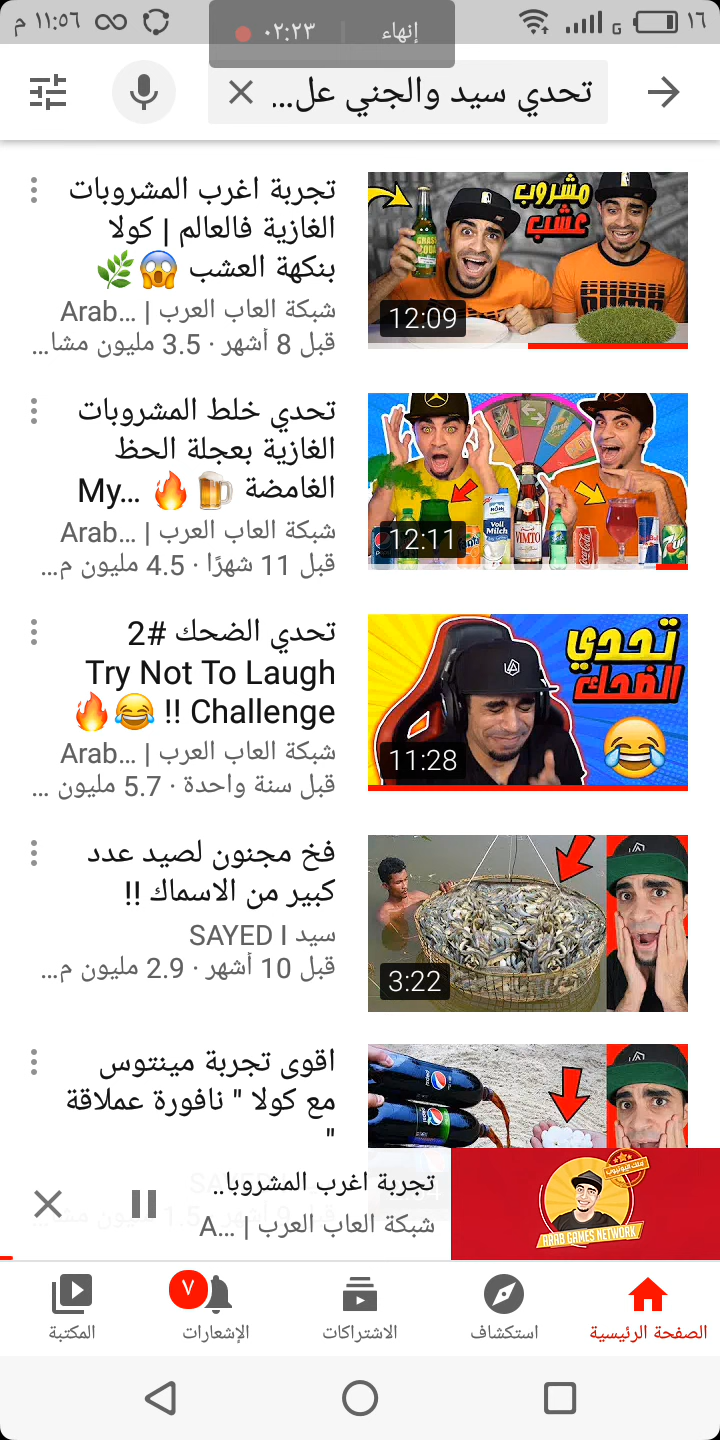 ١١:٥٦ م
٠٢:٢٣
إنهاء
G
١٦
تحدي سيد والجني عل...
تجربة اغرب المشروبات
الغازية فالعالم | كولا
بنكهة العشب 😱🌿
شبكة العاب العرب | ...Arab
قبل 8 أشهر · 3.5 مليون مشا...
مشروب
عشب
12:09
تحدي خلط المشروبات
الغازية بعجلة الحظ
الغامضة 🍺🔥 ...My
شبكة العاب العرب | ...Arab
قبل 11 شهرًا · 4.5 مليون م...
Voll
Milch
VIMTO
7up
12:11
تحدي الضحك #2
Try Not To Laugh
Challenge !! 😂🔥
شبكة العاب العرب | ...Arab
قبل سنة واحدة · 5.7 مليون ...
تحدي
الضحك
11:28
فخ مجنون لصيد عدد
كبير من الاسماك !!
سيد | SAYED
قبل 10 أشهر · 2.9 مليون م...
3:22
اقوى تجربة مينتوس
مع كولا " نافورة عملاقة
"
pepsi
تجربة اغرب المشروبا..
شبكة العاب العرب | ...A
ARAB GAMES NETWORK
الصفحة الرئيسية
استكشاف
الاشتراكات
٧
الإشعارات
المكتبة